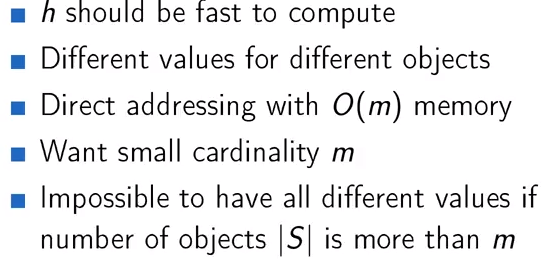 h should be fast to compute
Different values for different objects
Direct addressing with O(m) memory
Want small cardinality m
Impossible to have all different values if
number of objects |S| is more than m